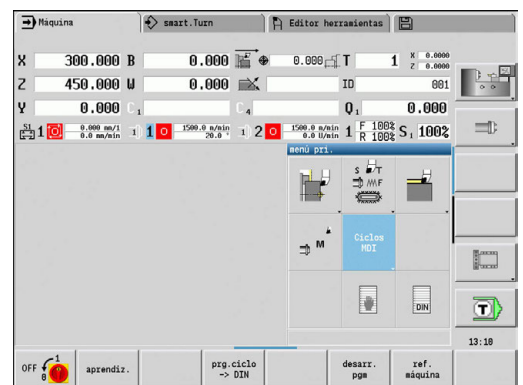 Máquina smart.Turn Editor herramientas
X 300.000 B 0.000 0.000 T 1 X 0.0000
Z 0.0000
Z 450.000 W 0.000 ID 001
Y 0.000 C1 C4 Q1 0.000
S1 1 0.000 mm/1 1) 1 1500.0 m/min 1) 2 1500.0 m/min 1 F 100% S1 100%
0.0 mm/min 20.0 ° 0.0 U/min R 100%
menú pri.
S T
M F
M Ciclos
MDI
DIN
T
13:10
OFF 1 0 aprendiz. prg.ciclo desarr. ref.
-> DIN pgm máquina